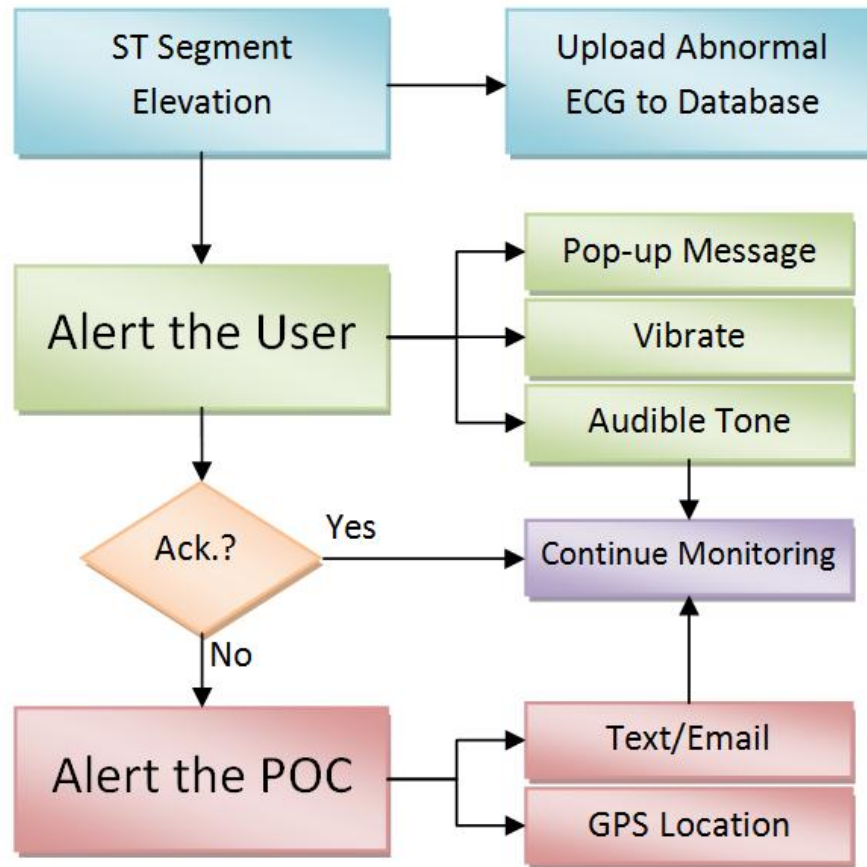 ST Segment
Elevation
Upload Abnormal
ECG to Database
Alert the User
Pop-up Message
Vibrate
Audible Tone
Ack.?
Yes
Continue Monitoring
No
Alert the POC
Text/Email
GPS Location